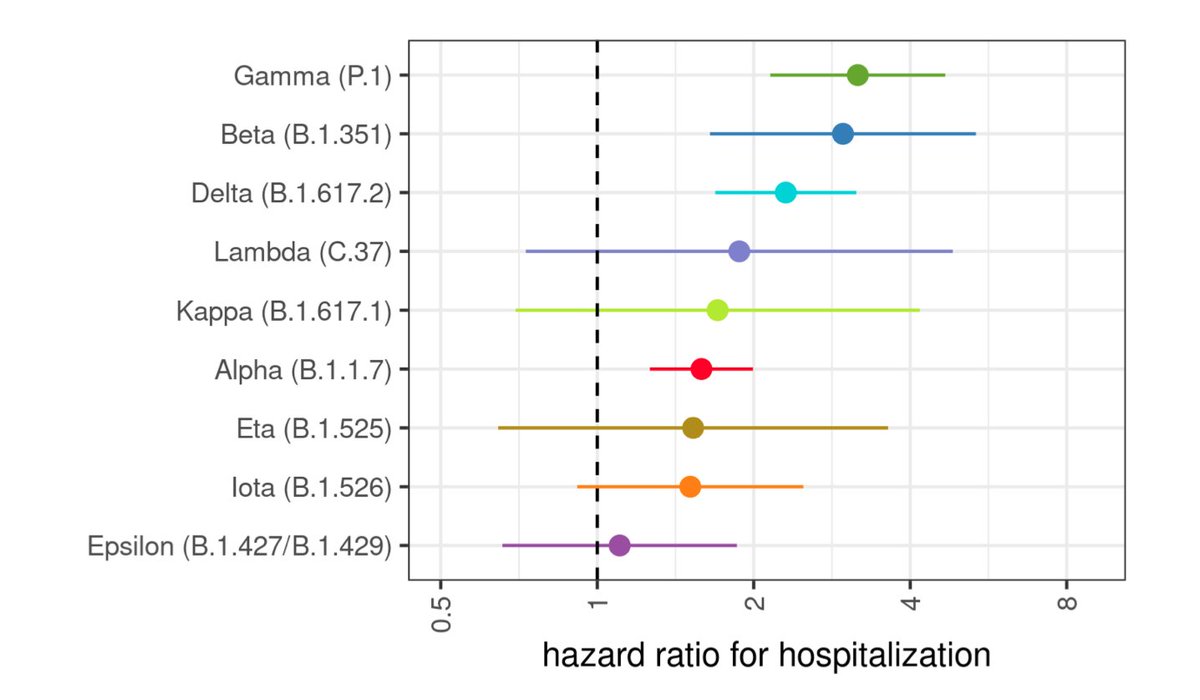 Gamma (P.1)
Beta (B.1.351)
Delta (B.1.617.2)
Lambda (C.37)
Kappa (B.1.617.1)
Alpha (B.1.1.7)
Eta (B.1.525)
Iota (B.1.526)
Epsilon (B.1.427/B.1.429)
0.5 1 2 4 8
hazard ratio for hospitalization